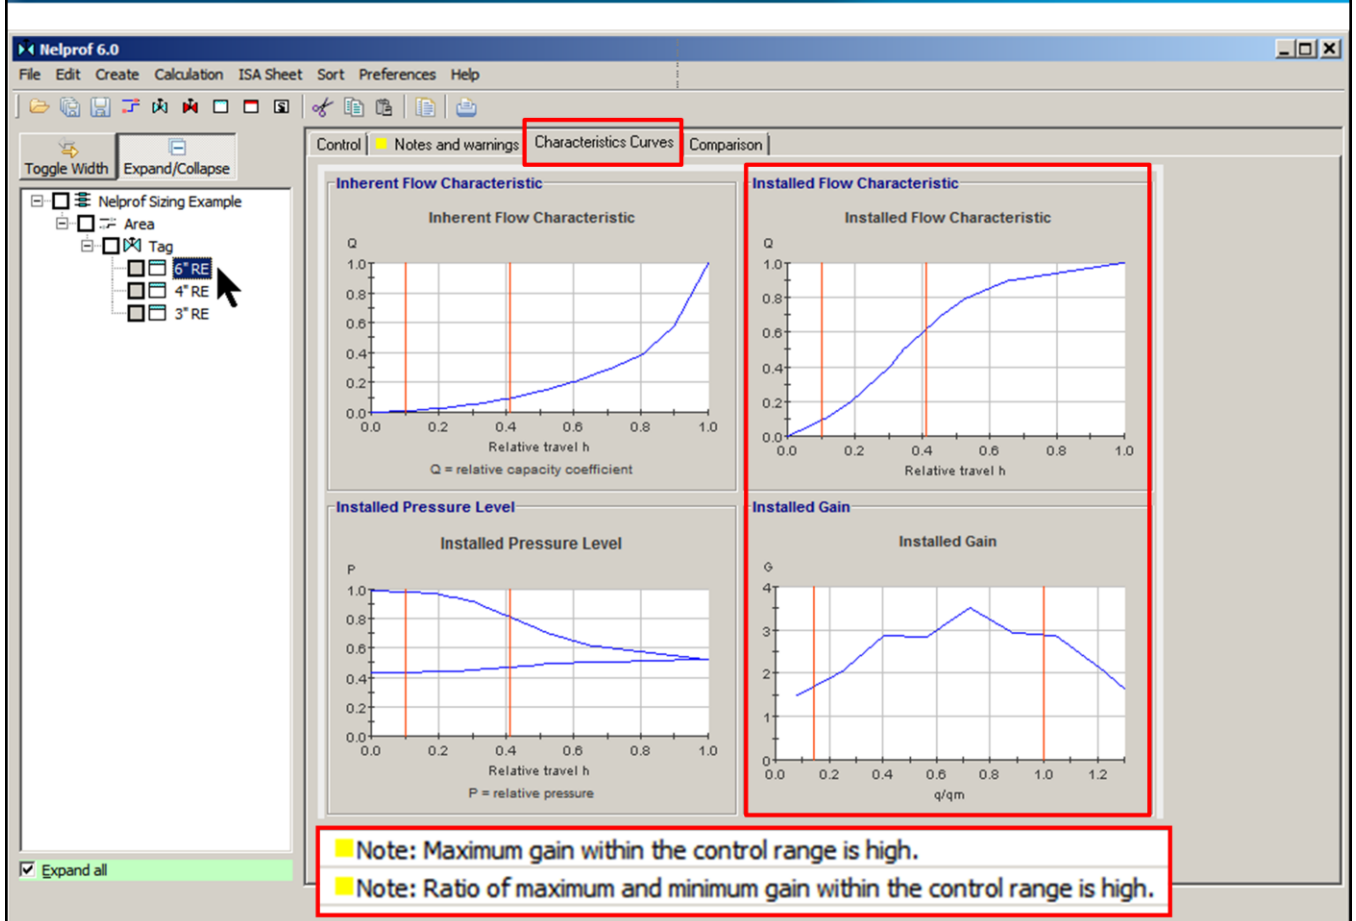 Nelprof 6.0
File Edit Create Calculation ISA Sheet Sort Preferences Help
Toggle Width Expand/Collapse
Nelprof Sizing Example
Area
Tag
6" RE
4" RE
3" RE
Expand all
Control Notes and warnings Characteristics Curves Comparison
Inherent Flow Characteristic
Inherent Flow Characteristic
Q
1.0
0.8
0.6
0.4
0.2
0.0
0.0 0.2 0.4 0.6 0.8 1.0
Relative travel h
Q = relative capacity coefficient
Installed Flow Characteristic
Installed Flow Characteristic
Q
1.0
0.8
0.6
0.4
0.2
0.0
0.0 0.2 0.4 0.6 0.8 1.0
Relative travel h
Installed Pressure Level
Installed Pressure Level
P
1.0
0.8
0.6
0.4
0.2
0.0
0.0 0.2 0.4 0.6 0.8 1.0
Relative travel h
P = relative pressure
Installed Gain
Installed Gain
G
4
3
2
1
0
0.0 0.2 0.4 0.6 0.8 1.0 1.2
q/qm
Note: Maximum gain within the control range is high.
Note: Ratio of maximum and minimum gain within the control range is high.